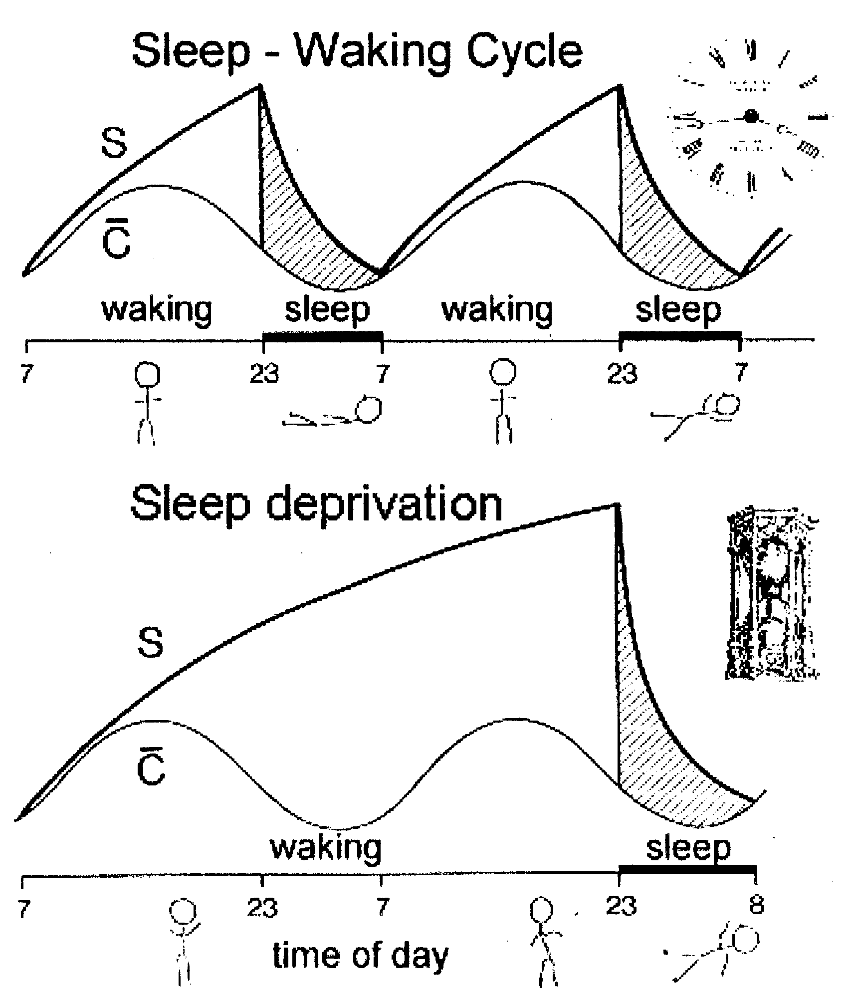 Sleep - Waking Cycle
S
C̅
waking sleep waking sleep
7 23 7 23 7
Sleep deprivation
S
C̅
waking sleep
7 23 7 23 8
time of day